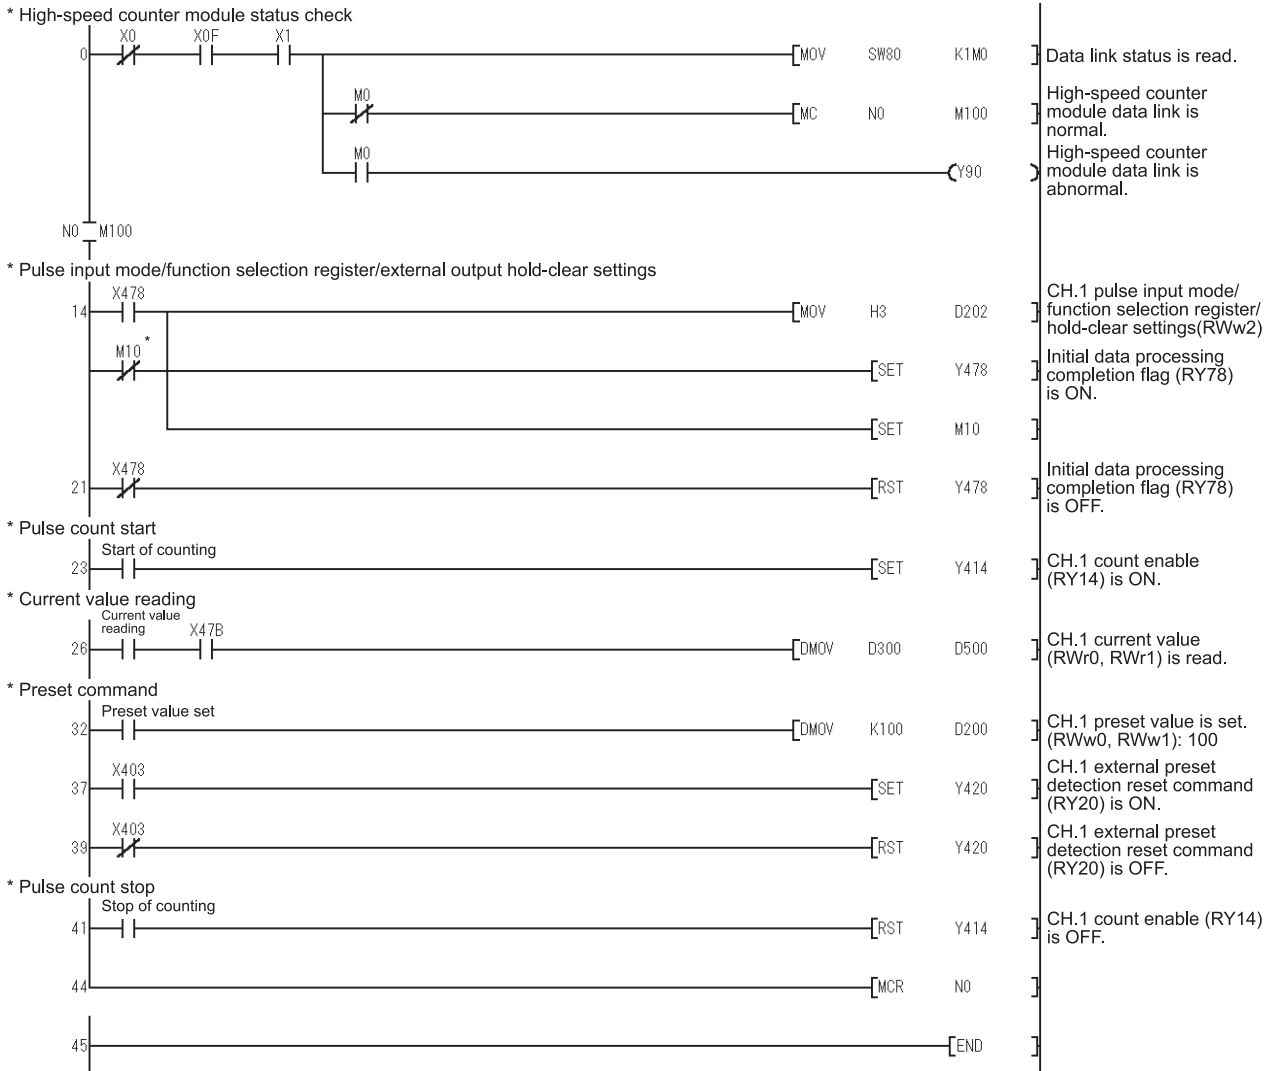 * High-speed counter module status check
X0 X0F X1
0 MOV SW80 K1M0 Data link status is read.
M0
MC N0 M100
High-speed counter
module data link is
normal.
M0
Y90
High-speed counter
module data link is
abnormal.
N0 M100
* Pulse input mode/function selection register/external output hold-clear settings
X478
14 MOV H3 D202
CH.1 pulse input mode/
function selection register/
hold-clear settings(RWw2)
M10 *
SET Y478
Initial data processing
completion flag (RY78)
is ON.
SET M10
X478
21 RST Y478
Initial data processing
completion flag (RY78)
is OFF.
* Pulse count start
Start of counting
23 SET Y414
CH.1 count enable
(RY14) is ON.
* Current value reading
Current value
reading X47B
26 DMOV D300 D500
CH.1 current value
(RWr0, RWr1) is read.
* Preset command
Preset value set
32 DMOV K100 D200
CH.1 preset value is set.
(RWw0, RWw1): 100
X403
37 SET Y420
CH.1 external preset
detection reset command
(RY20) is ON.
X403
39 RST Y420
CH.1 external preset
detection reset command
(RY20) is OFF.
* Pulse count stop
Stop of counting
41 RST Y414
CH.1 count enable (RY14)
is OFF.
44 MCR N0
45 END